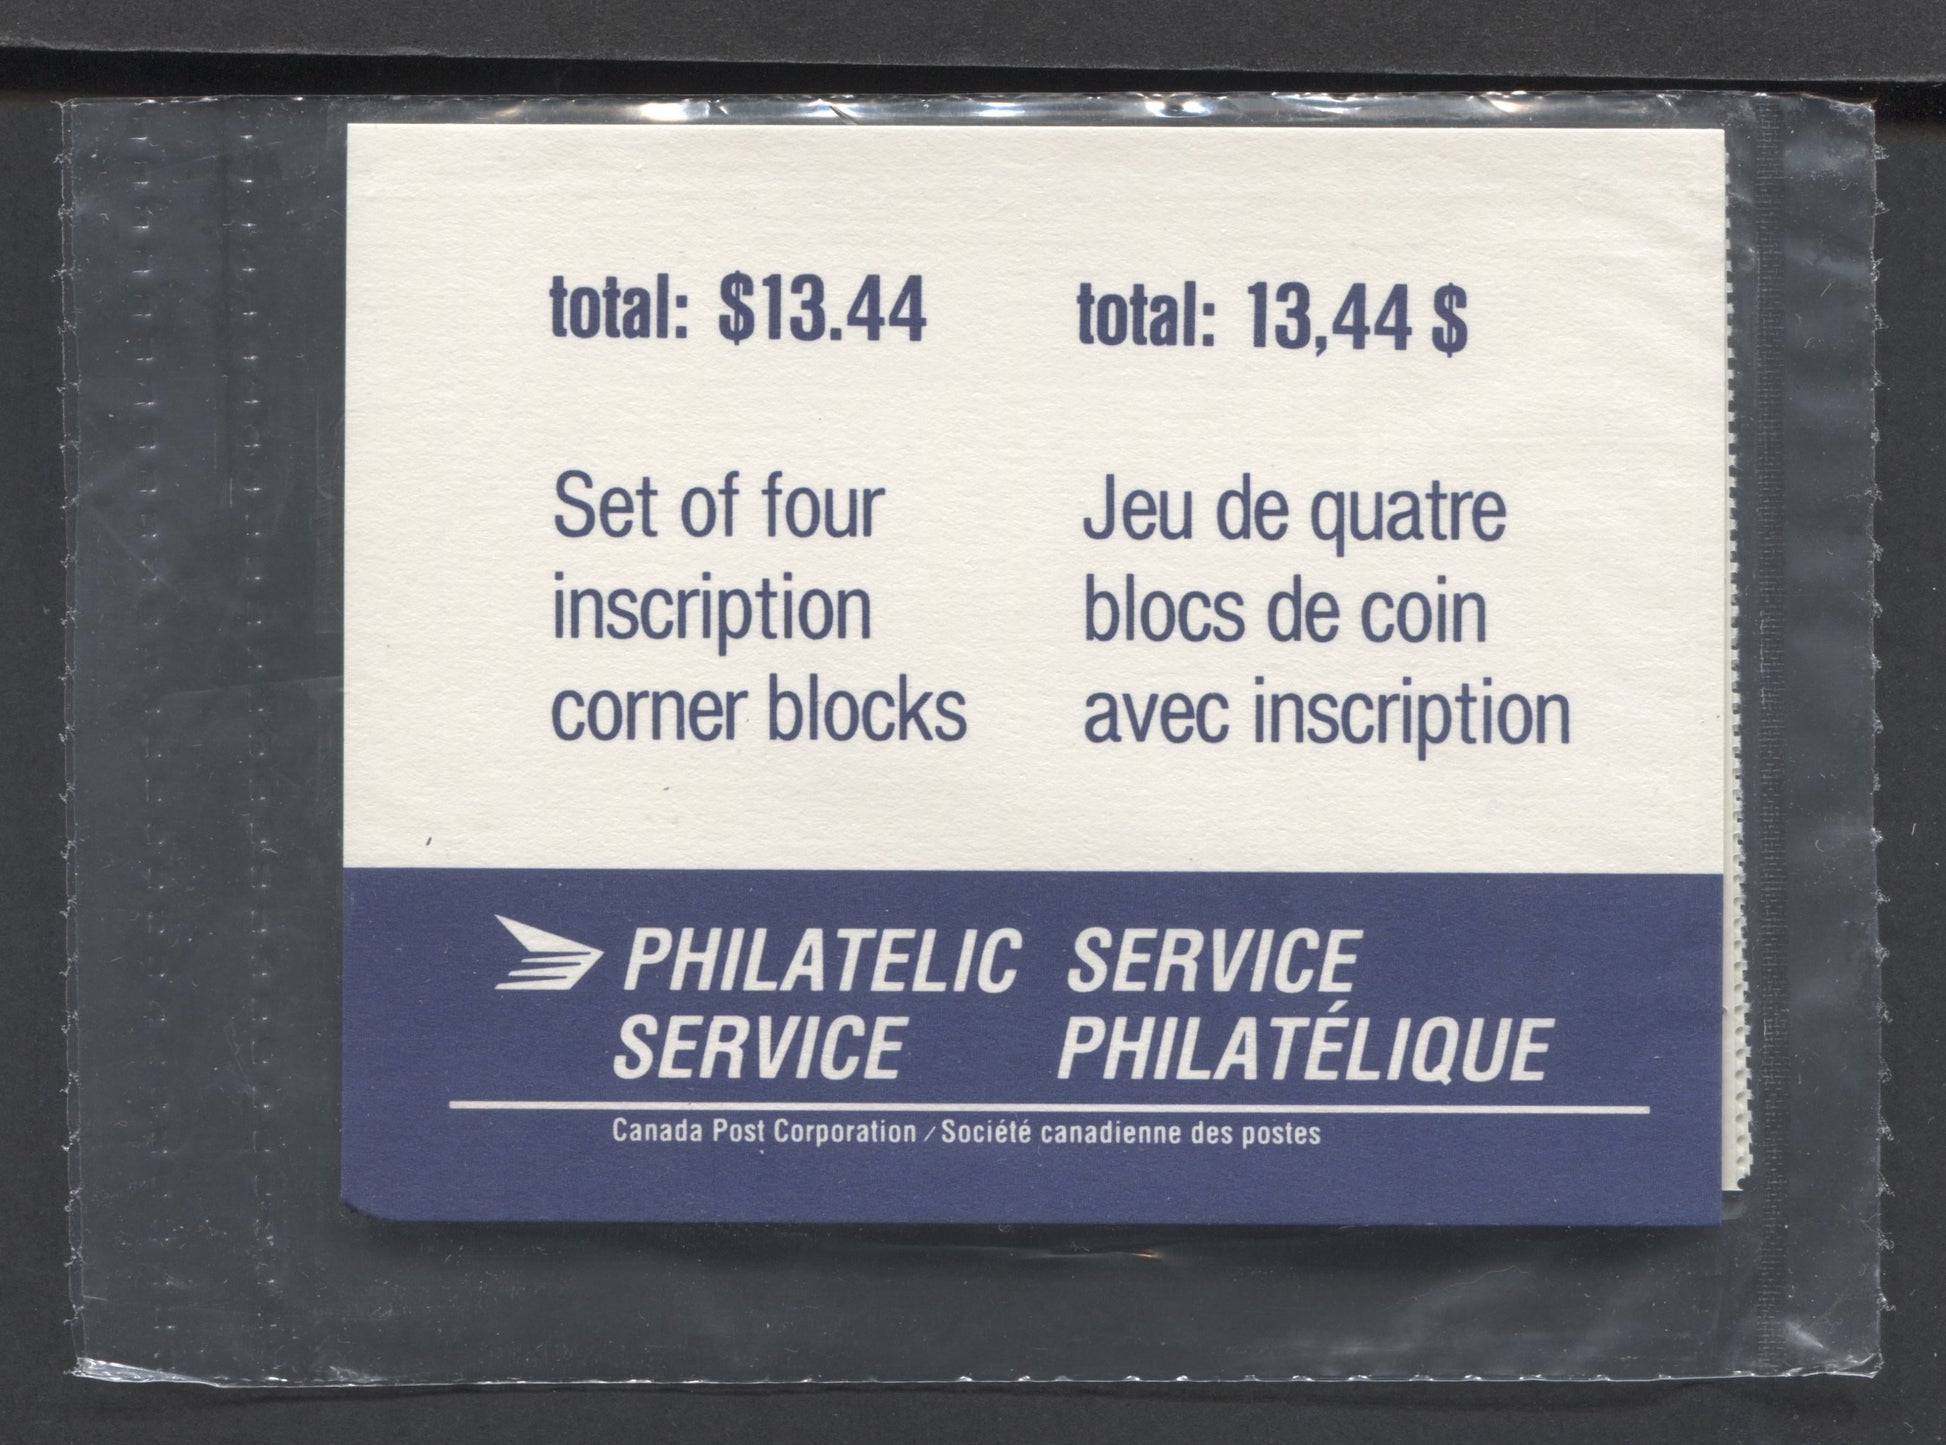 total: $13.44
Set of four
inscription
corner blocks
total: 13,44 $
Jeu de quatre
blocs de coin
avec inscription
PHILATELIC
SERVICE
SERVICE
PHILATÉLIQUE
Canada Post Corporation / Société canadienne des postes